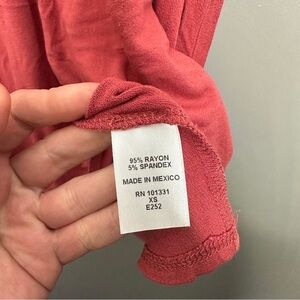 95% RAYON
5% SPANDEX
MADE IN MEXICO
RN 101331
XS
E252